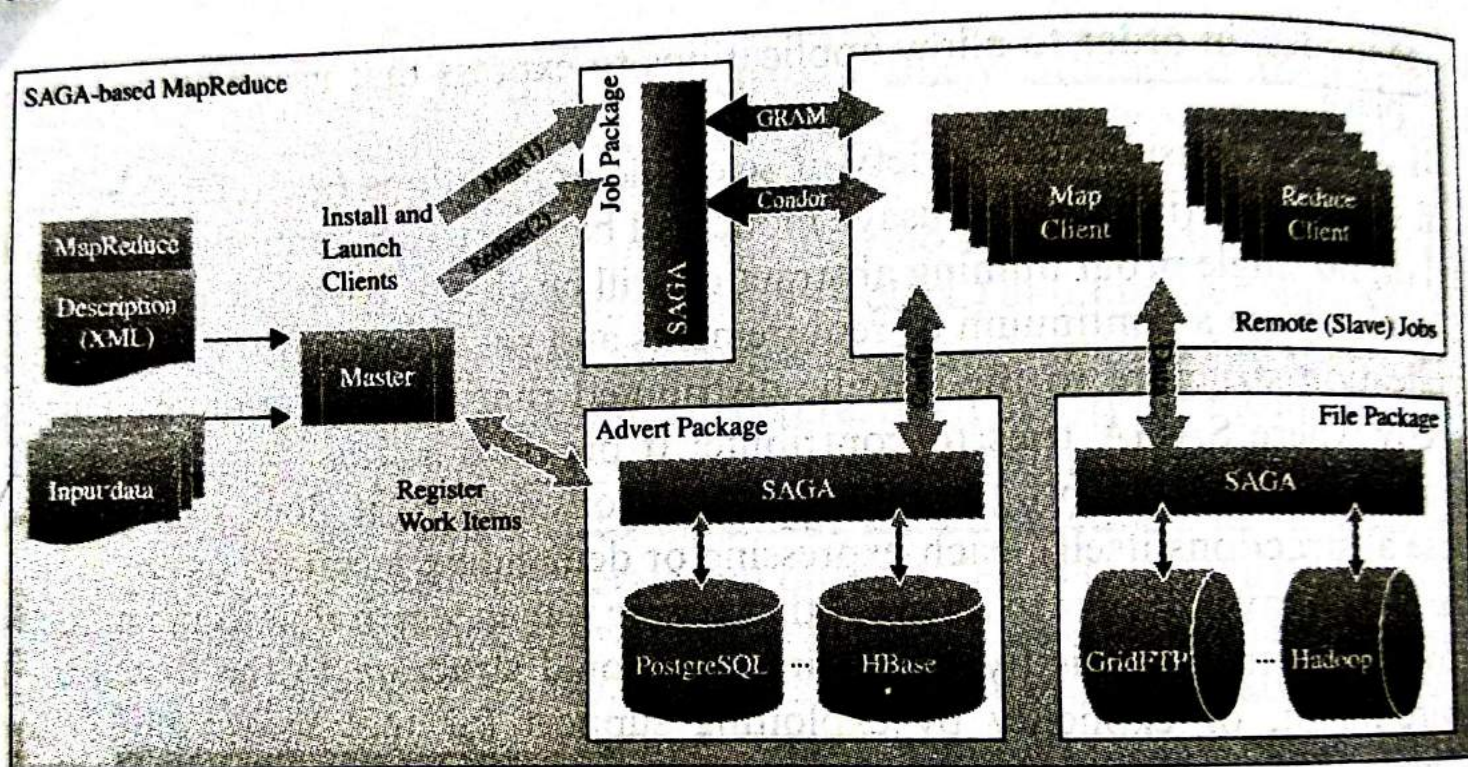 SAGA-based MapReduce
MapReduce
Description
(XML)
Input data
Install and
Launch
Clients
Master
Map(1)
Reduce(2)
Register
Work Items
Job Package
SAGA
GRAM
Condor
Map
Client
Reduce
Client
Remote (Slave) Jobs
Advert Package
SAGA
PostgreSQL
...
HBase
File Package
SAGA
GridFTP
...
Hadoop